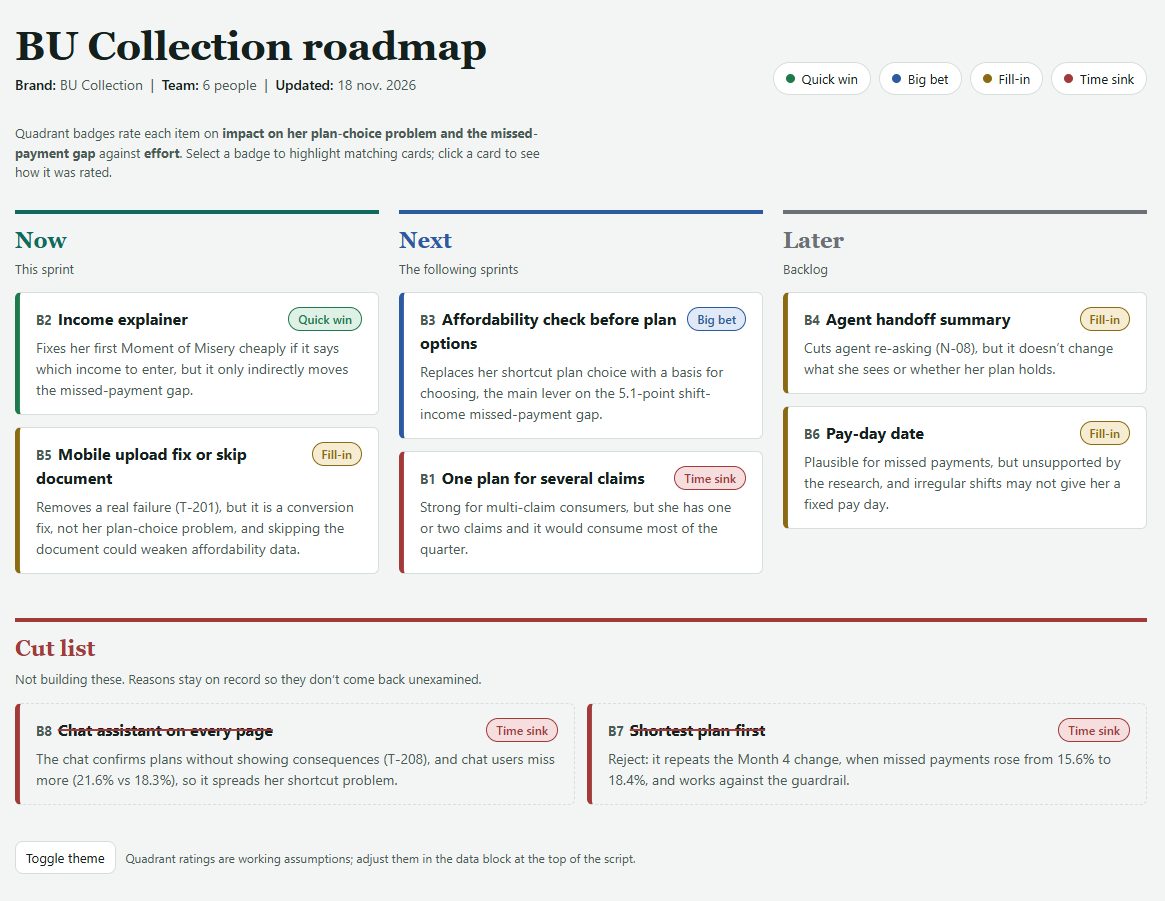 BU Collection roadmap
Brand: BU Collection | Team: 6 people | Updated: 18 nov. 2026
Quick win
Big bet
Fill-in
Time sink
Quadrant badges rate each item on impact on her plan-choice problem and the missed-
payment gap against effort. Select a badge to highlight matching cards; click a card to see
how it was rated.
Now
This sprint
B2 Income explainer
Quick win
Fixes her first Moment of Misery cheaply if it says
which income to enter, but it only indirectly moves
the missed-payment gap.
B5 Mobile upload fix or skip
document
Fill-in
Removes a real failure (T-201), but it is a conversion
fix, not her plan-choice problem, and skipping the
document could weaken affordability data.
Next
The following sprints
B3 Affordability check before plan
options
Big bet
Replaces her shortcut plan choice with a basis for
choosing, the main lever on the 5.1-point shift-
income missed-payment gap.
B1 One plan for several claims
Time sink
Strong for multi-claim consumers, but she has one
or two claims and it would consume most of the
quarter.
Later
Backlog
B4 Agent handoff summary
Fill-in
Cuts agent re-asking (N-08), but it doesn’t change
what she sees or whether her plan holds.
B6 Pay-day date
Fill-in
Plausible for missed payments, but unsupported by
the research, and irregular shifts may not give her a
fixed pay day.
Cut list
Not building these. Reasons stay on record so they don’t come back unexamined.
B8 Chat assistant on every page
Time sink
The chat confirms plans without showing consequences (T-208), and chat users miss
more (21.6% vs 18.3%), so it spreads her shortcut problem.
B7 Shortest plan first
Time sink
Reject: it repeats the Month 4 change, when missed payments rose from 15.6% to
18.4%, and works against the guardrail.
Toggle theme
Quadrant ratings are working assumptions; adjust them in the data block at the top of the script.